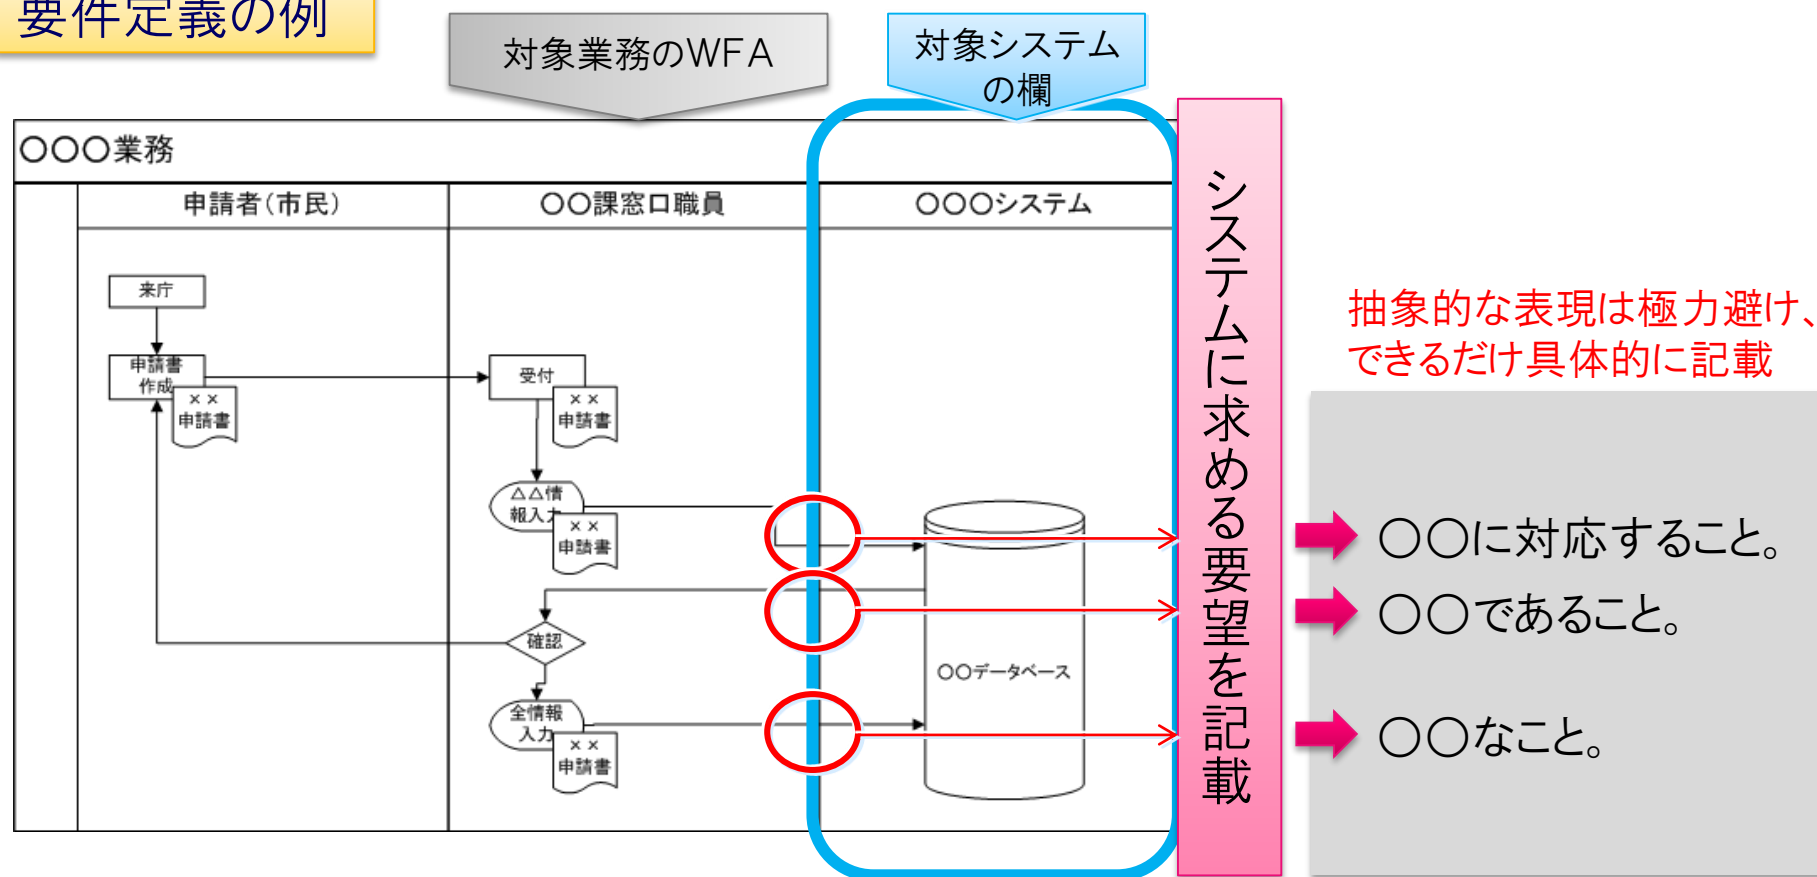 要件定義の例
対象業務のWFA
対象システム
の欄
〇〇〇業務
申請者(市民)
〇〇課窓口職員
〇〇〇システム
来庁
申請書
作成
××
申請書
受付
××
申請書
△△情
報入力
××
申請書
確認
全情報
入力
××
申請書
〇〇データベース
システムに求める要望を記載
抽象的な表現は極力避け、
できるだけ具体的に記載
〇〇に対応すること。
〇〇であること。
〇〇なこと。